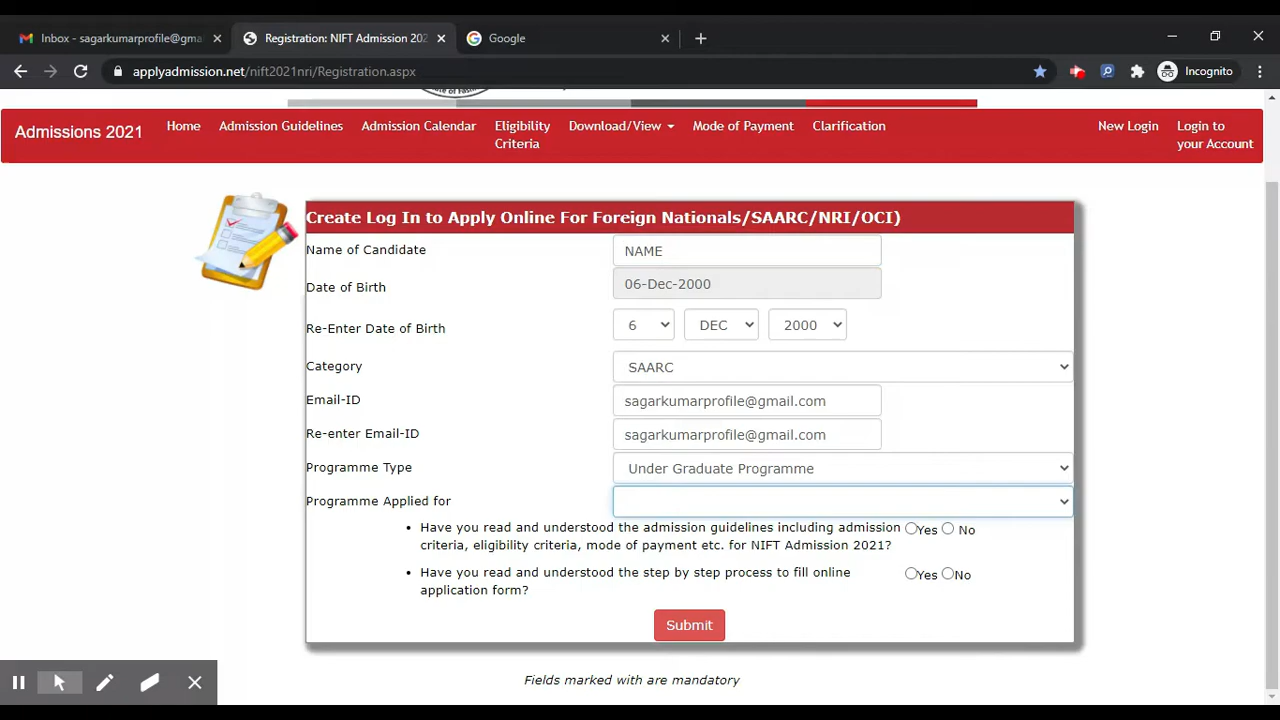 Inbox - sagarkumarprofile@gma
Registration: NIFT Admission 202
Google
applyadmission.net/nift2021nri/Registration.aspx
Incognito
Admissions 2021
Home
Admission Guidelines
Admission Calendar
Eligibility
Criteria
Download/View
Mode of Payment
Clarification
New Login
Login to
your Account
Create Log In to Apply Online For Foreign Nationals/SAARC/NRI/OCI)
Name of Candidate NAME
Date of Birth 06-Dec-2000
Re-Enter Date of Birth 6 DEC 2000
Category SAARC
Email-ID sagarkumarprofile@gmail.com
Re-enter Email-ID sagarkumarprofile@gmail.com
Programme Type Under Graduate Programme
Programme Applied for
• Have you read and understood the admission guidelines including admission Yes No
criteria, eligibility criteria, mode of payment etc. for NIFT Admission 2021?
• Have you read and understood the step by step process to fill online Yes No
application form?
Submit
Fields marked with are mandatory